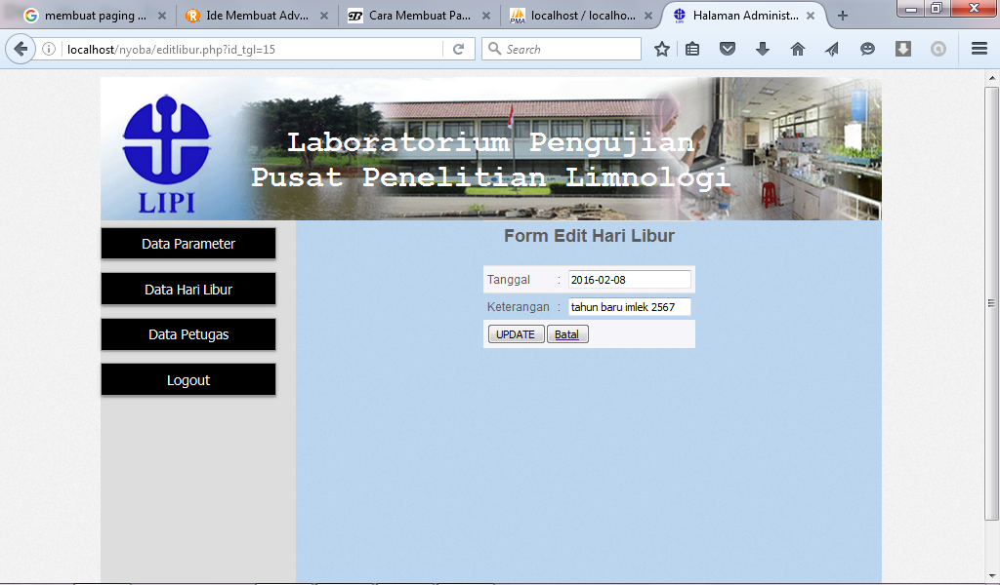 membuat paging ...
Ide Membuat Adv...
Cara Membuat Pa...
localhost / localho...
Halaman Administ...
localhost/nyoba/editlibur.php?id_tgl=15
Search
LIPI
Laboratorium Pengujian
Pusat Penelitian Limnologi
Data Parameter
Data Hari Libur
Data Petugas
Logout
Form Edit Hari Libur
Tanggal : 2016-02-08
Keterangan : tahun baru imlek 2567
UPDATE Batal